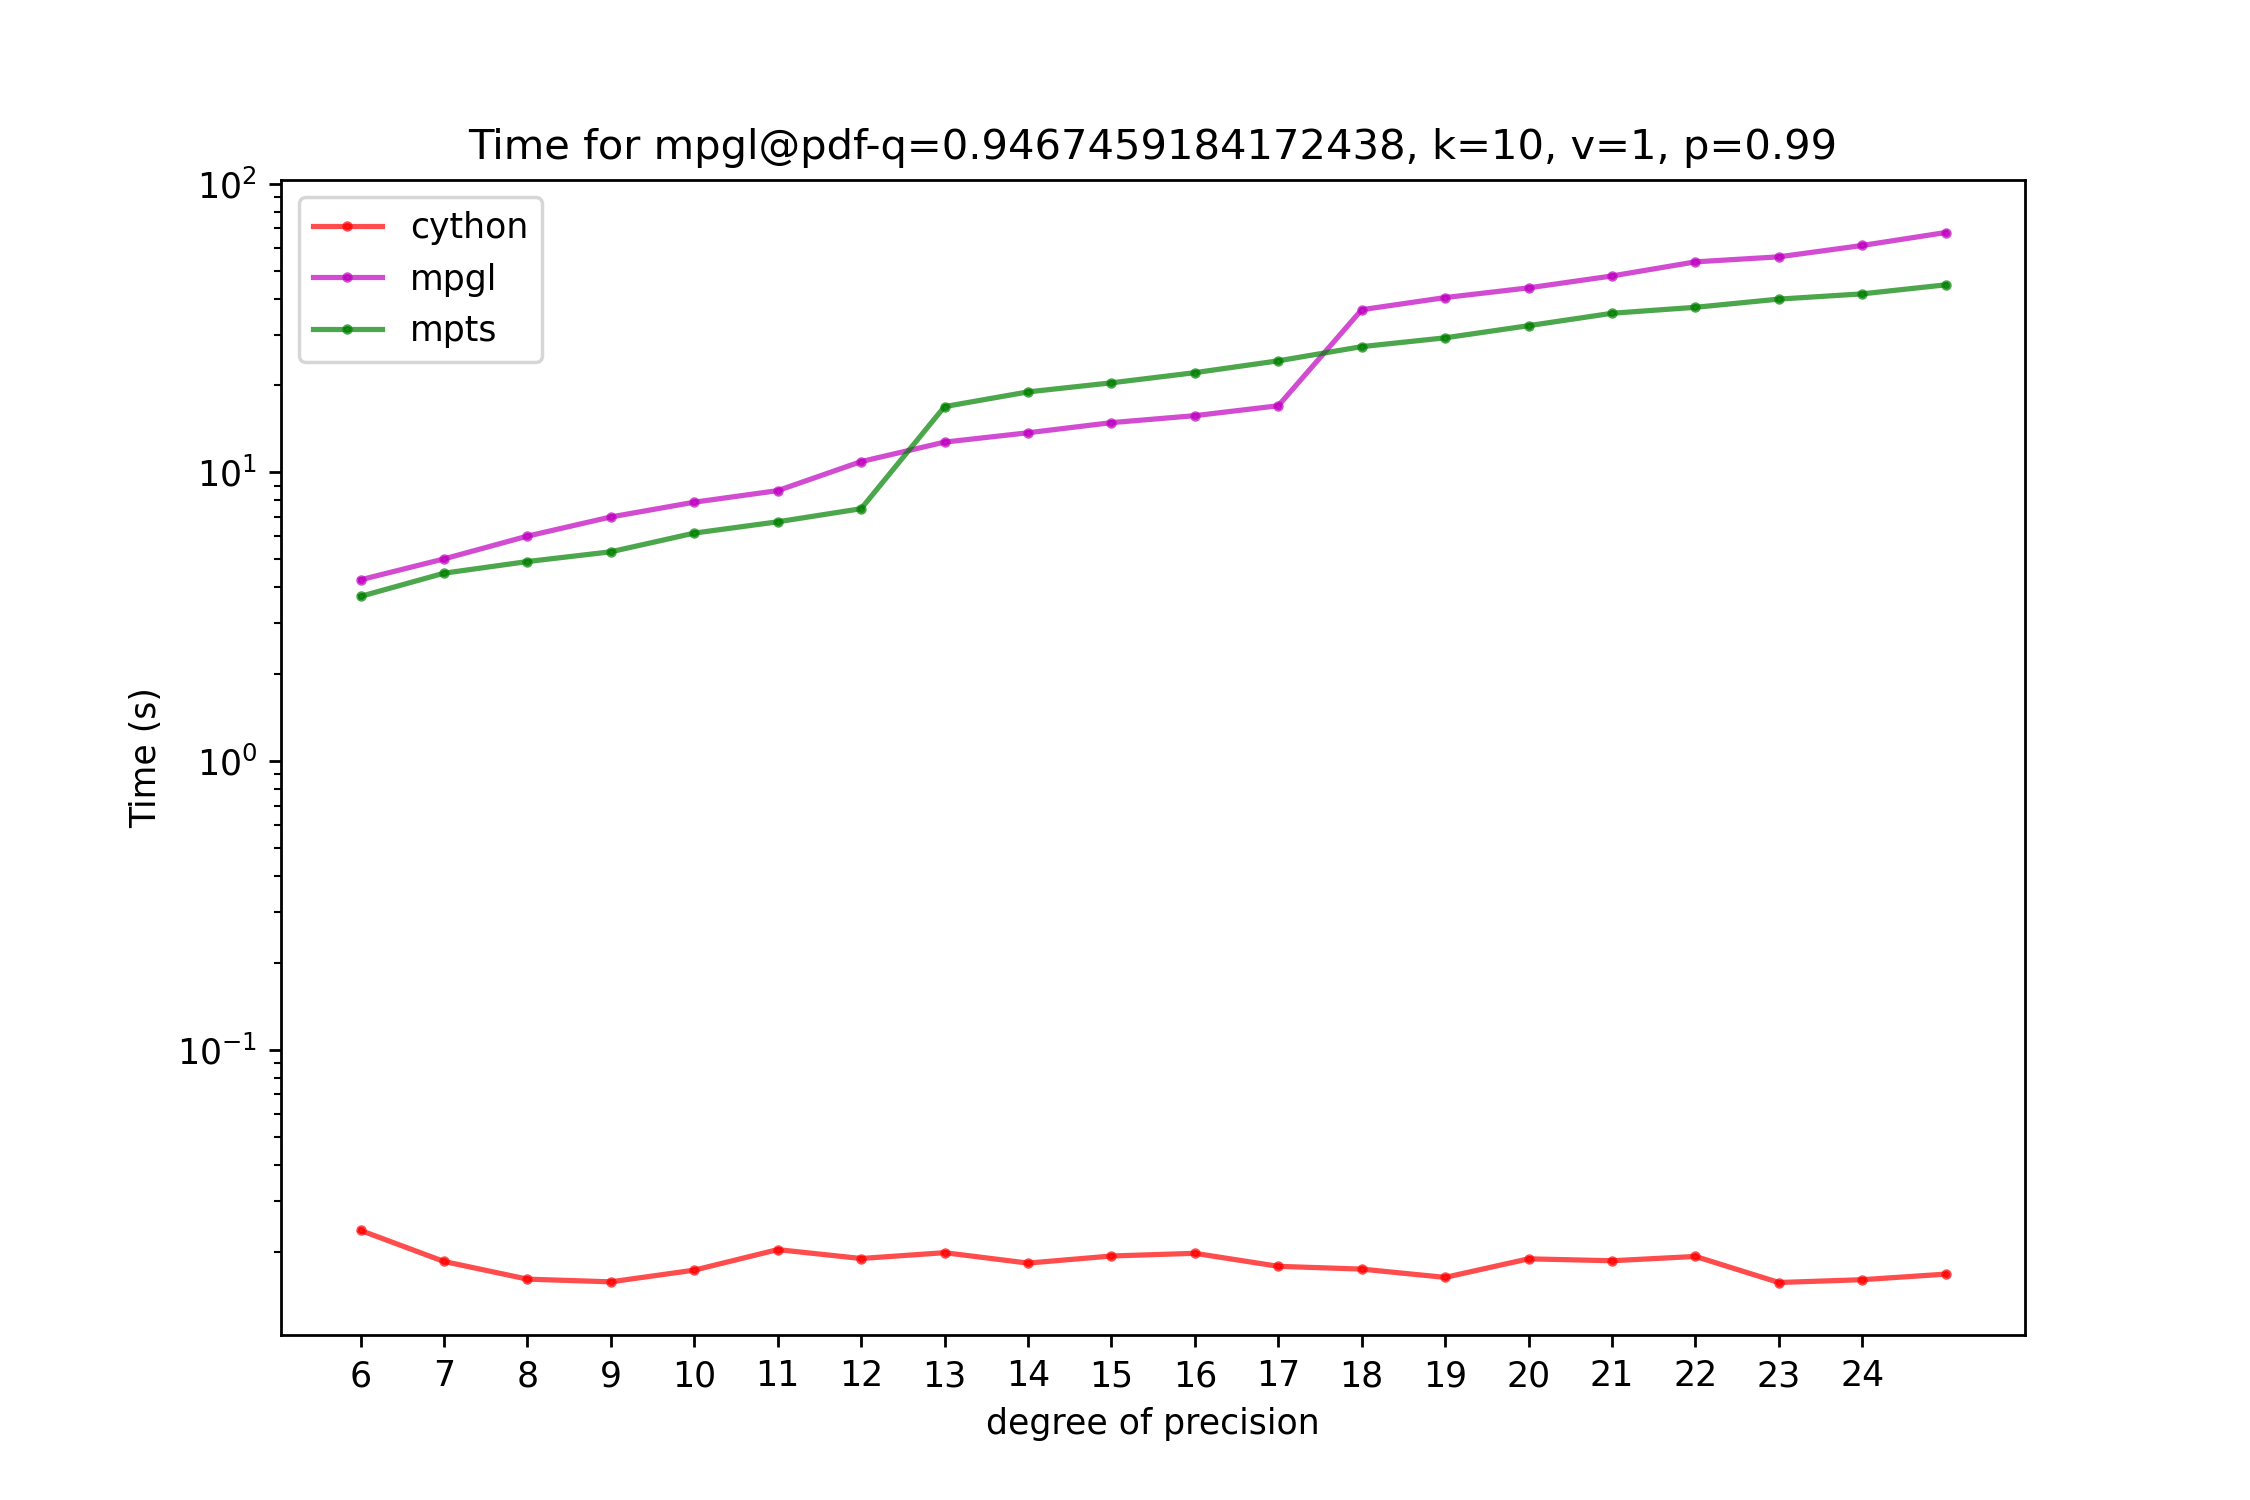 Time for mpgl@pdf-q=0.9467459184172438, k=10, v=1, p=0.99
cython
mpgl
mpts
10²
10¹
10⁰
10⁻¹
Time (s)
6 7 8 9 10 11 12 13 14 15 16 17 18 19 20 21 22 23 24
degree of precision